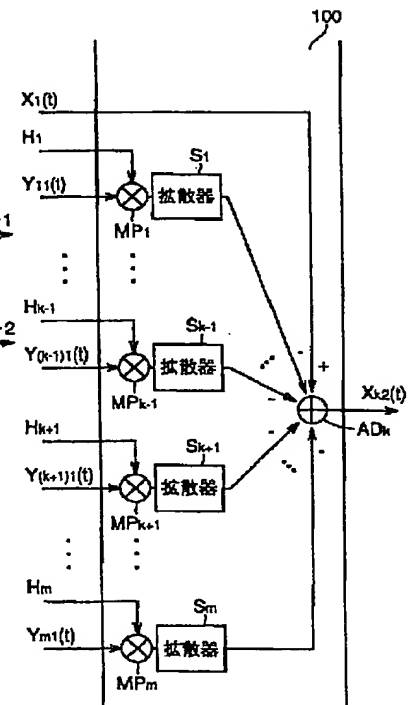 100
X1(t)
H1
S1
Y11(t)
拡散器
MP1
-1
Hk-1
Sk-1
-2
Y(k-1)1(t)
拡散器
MPk-1
- +
-
Xk2(t)
ADk
- -
Hk+1
Sk+1
Y(k+1)1(t)
拡散器
MPk+1
Hm
Sm
Ym1(t)
拡散器
MPm